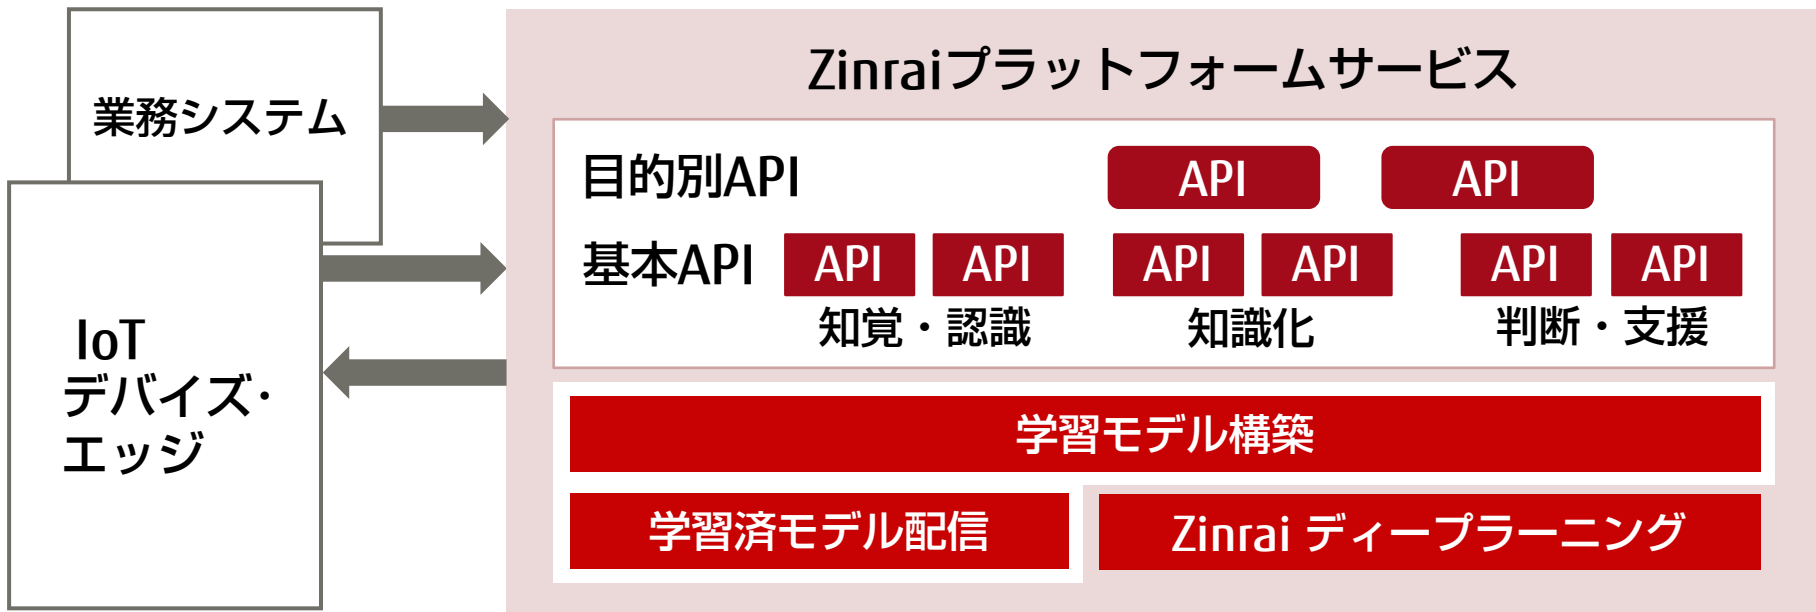 業務システム
IoT
デバイズ・
エッジ
Zinraiプラットフォームサービス
目的別API
API
API
基本API
API
API
API
API
API
API
知覚・認識
知識化
判断・支援
学習モデル構築
学習済モデル配信
Zinrai ディープラーニング